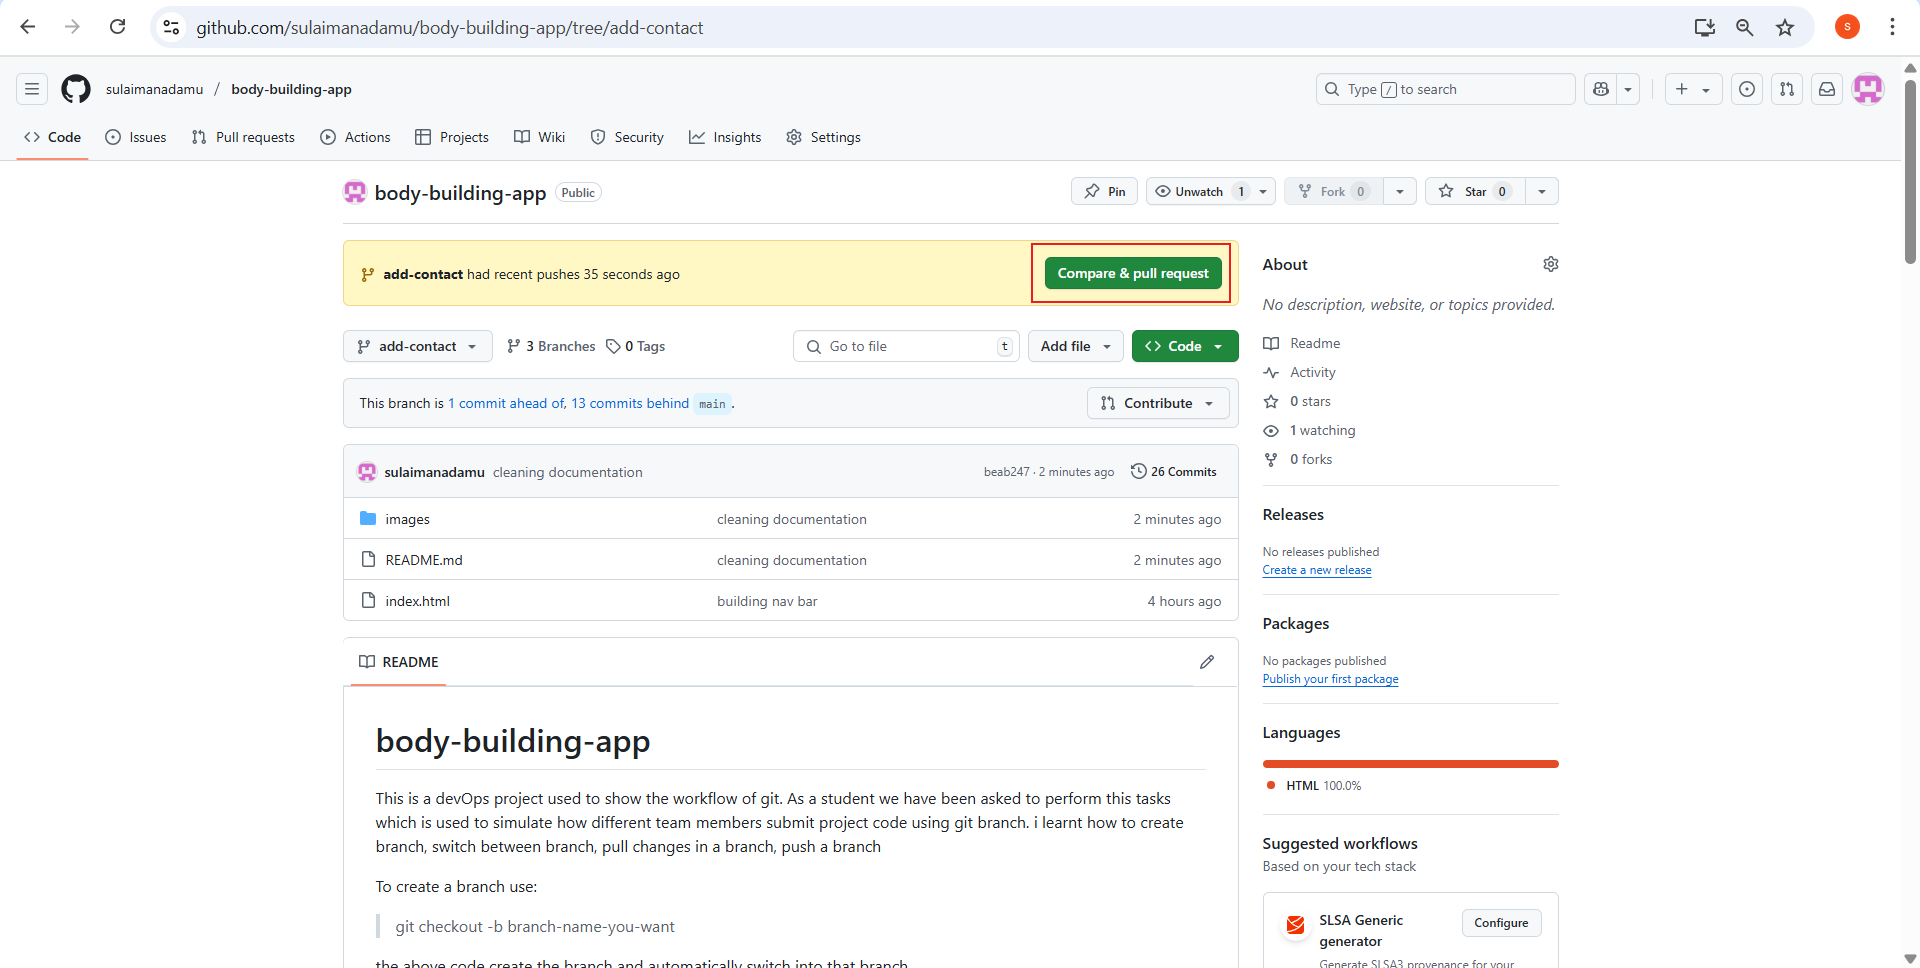 github.com/sulaimanadamu/body-building-app/tree/add-contact
S
sulaimanadamu / body-building-app
Type / to search
Code Issues Pull requests Actions Projects Wiki Security Insights Settings
body-building-app Public
Pin Unwatch 1 Fork 0 Star 0
add-contact had recent pushes 35 seconds ago
Compare & pull request
add-contact 3 Branches 0 Tags
Go to file t
Add file
Code
This branch is 1 commit ahead of, 13 commits behind main .
Contribute
sulaimanadamu cleaning documentation beab247 · 2 minutes ago 26 Commits
images cleaning documentation 2 minutes ago
README.md cleaning documentation 2 minutes ago
index.html building nav bar 4 hours ago
README
body-building-app
This is a devOps project used to show the workflow of git. As a student we have been asked to perform this tasks
which is used to simulate how different team members submit project code using git branch. i learnt how to create
branch, switch between branch, pull changes in a branch, push a branch
To create a branch use:
git checkout -b branch-name-you-want
the above code create the branch and automatically switch into that branch
About
No description, website, or topics provided.
Readme
Activity
0 stars
1 watching
0 forks
Releases
No releases published
Create a new release
Packages
No packages published
Publish your first package
Languages
HTML 100.0%
Suggested workflows
Based on your tech stack
SLSA Generic
generator
Configure
Generate SLSA3 provenance for your